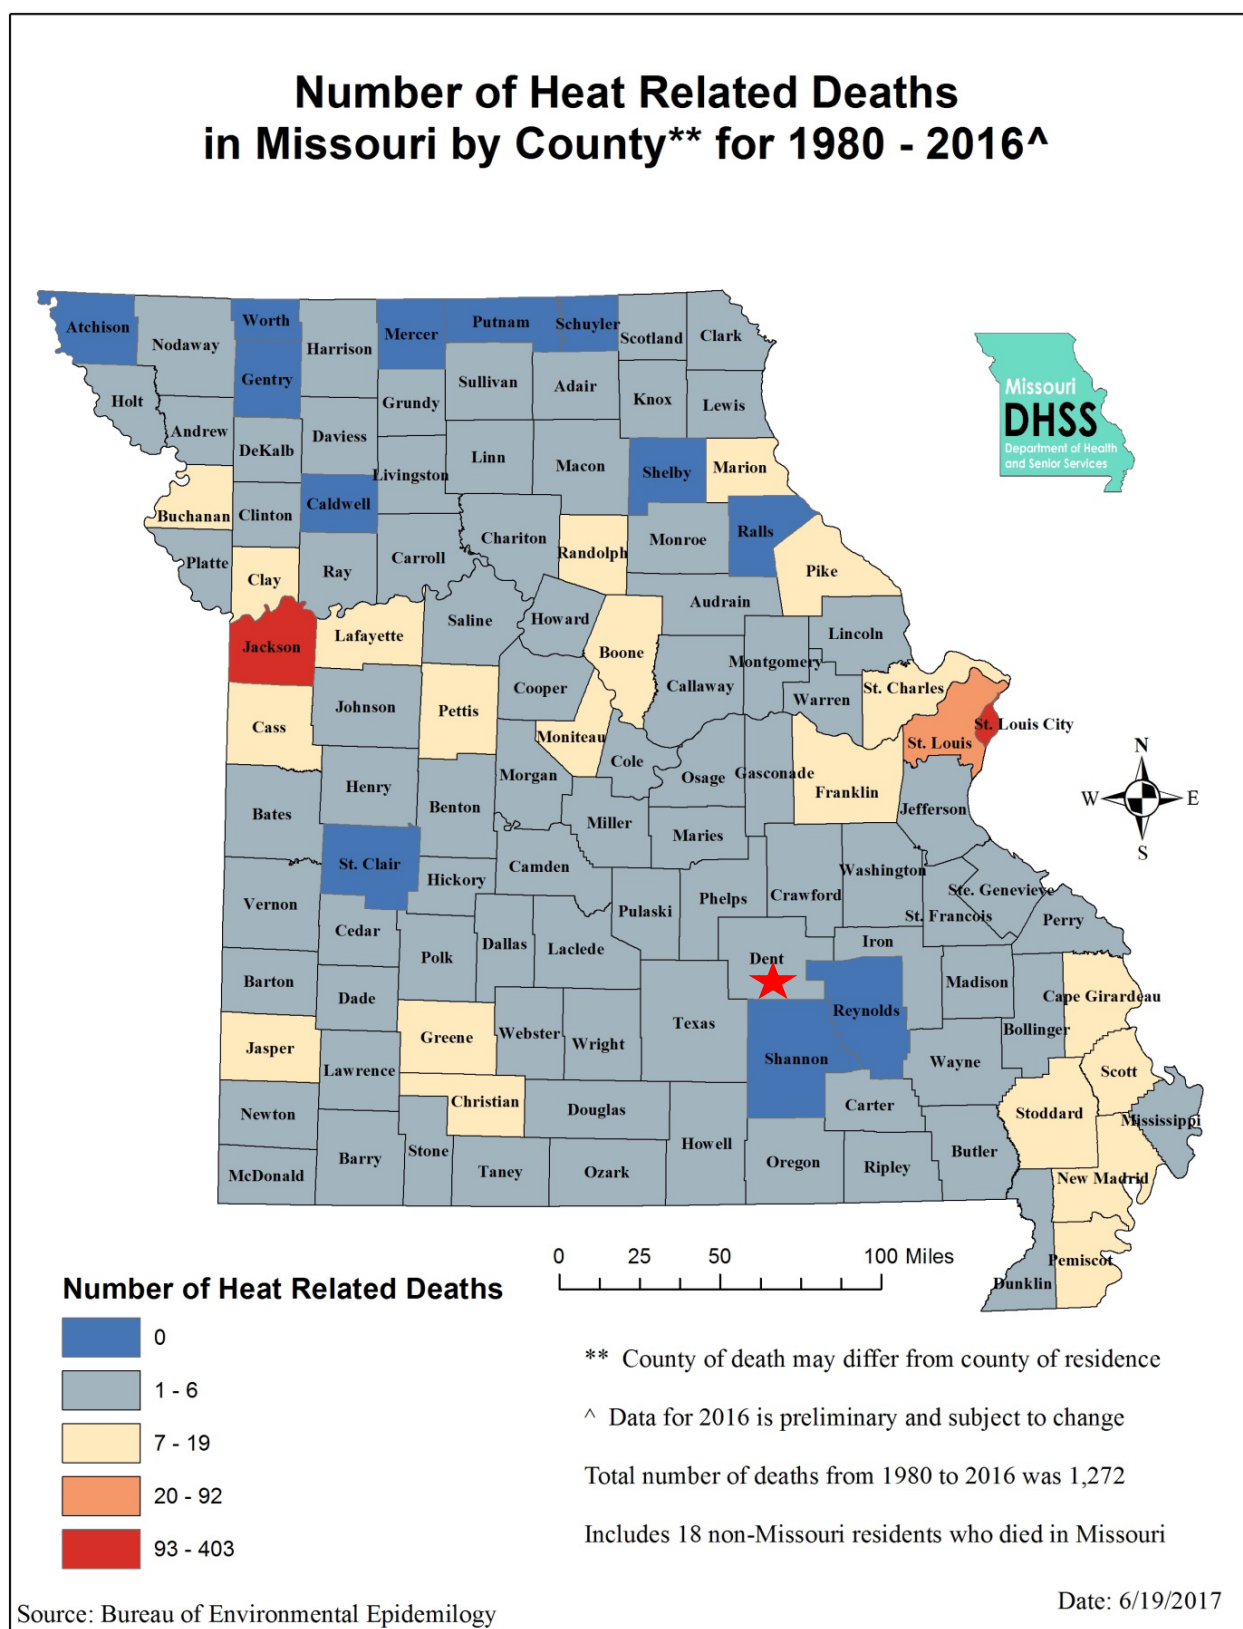 Number of Heat Related Deaths
in Missouri by County** for 1980 - 2016^
Atchison
Nodaway
Worth
Gentry
Harrison
Mercer
Putnam
Schuyler
Scotland
Clark
Holt
Andrew
DeKalb
Daviess
Grundy
Sullivan
Adair
Knox
Lewis
Livingston
Linn
Macon
Shelby
Marion
Buchanan
Clinton
Caldwell
Platte
Clay
Ray
Carroll
Chariton
Randolph
Monroe
Ralls
Pike
Audrain
Jackson
Lafayette
Saline
Howard
Boone
Callaway
Montgomery
Lincoln
Warren
St. Charles
St. Louis
St. Louis City
Cass
Johnson
Pettis
Cooper
Moniteau
Cole
Osage
Gasconade
Franklin
Jefferson
Bates
Henry
Benton
Morgan
Miller
Maries
St. Clair
Hickory
Camden
Pulaski
Phelps
Crawford
Washington
Ste. Genevieve
St. Francois
Perry
Vernon
Cedar
Polk
Dallas
Laclede
Dent
Iron
Madison
Bollinger
Cape Girardeau
Barton
Dade
Greene
Webster
Wright
Texas
Shannon
Reynolds
Wayne
Scott
Stoddard
Mississippi
Jasper
Lawrence
Christian
Douglas
Howell
Carter
Newton
McDonald
Barry
Stone
Taney
Ozark
Oregon
Ripley
Butler
New Madrid
Pemiscot
Dunklin
Missouri
DHSS
Department of Health
and Senior Services
N
W E
S
0 25 50 100 Miles
Number of Heat Related Deaths
0
1 - 6
7 - 19
20 - 92
93 - 403
** County of death may differ from county of residence
^ Data for 2016 is preliminary and subject to change
Total number of deaths from 1980 to 2016 was 1,272
Includes 18 non-Missouri residents who died in Missouri
Source: Bureau of Environmental Epidemilogy
Date: 6/19/2017